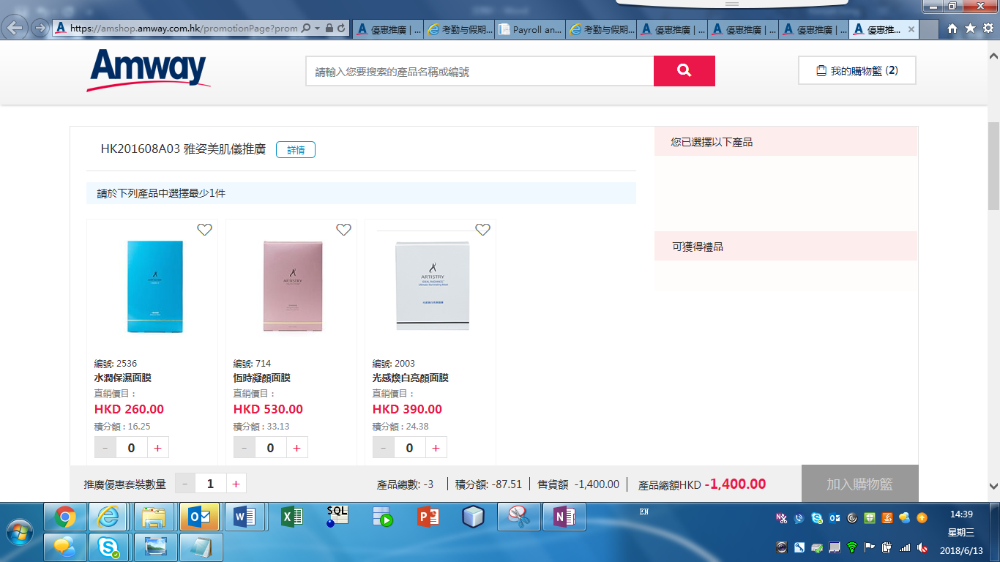 https://amshop.amway.com.hk/promotionPage?prom
優惠推廣 | ...
考勤与假期...
Payroll an...
考勤与假期...
優惠推廣 | ...
優惠推廣 | ...
優惠推廣 | ...
優惠推...
Amway
請輸入您要搜索的產品名稱或編號
我的購物籃 (2)
HK201608A03 雅姿美肌儀推廣
詳情
您已選擇以下產品
請於下列產品中選擇最少1件
可獲得禮品
ARTISTRY
ARTISTRY
ARTISTRY
IDEAL RADIANCE
編號: 2536
水潤保濕面膜
直銷價目 :
HKD 260.00
積分額 : 16.25
- 0 +
編號: 714
恆時凝顏面膜
直銷價目 :
HKD 530.00
積分額 : 33.13
- 0 +
編號: 2003
光感煥白亮顏面膜
直銷價目 :
HKD 390.00
積分額 : 24.38
- 0 +
推廣優惠套裝數量 - 1 +
產品總數: -3 | 積分額: -87.51 | 售貨額 -1,400.00 | 產品總額HKD -1,400.00
加入購物籃
SQL
EN
14:39
星期三
2018/6/13